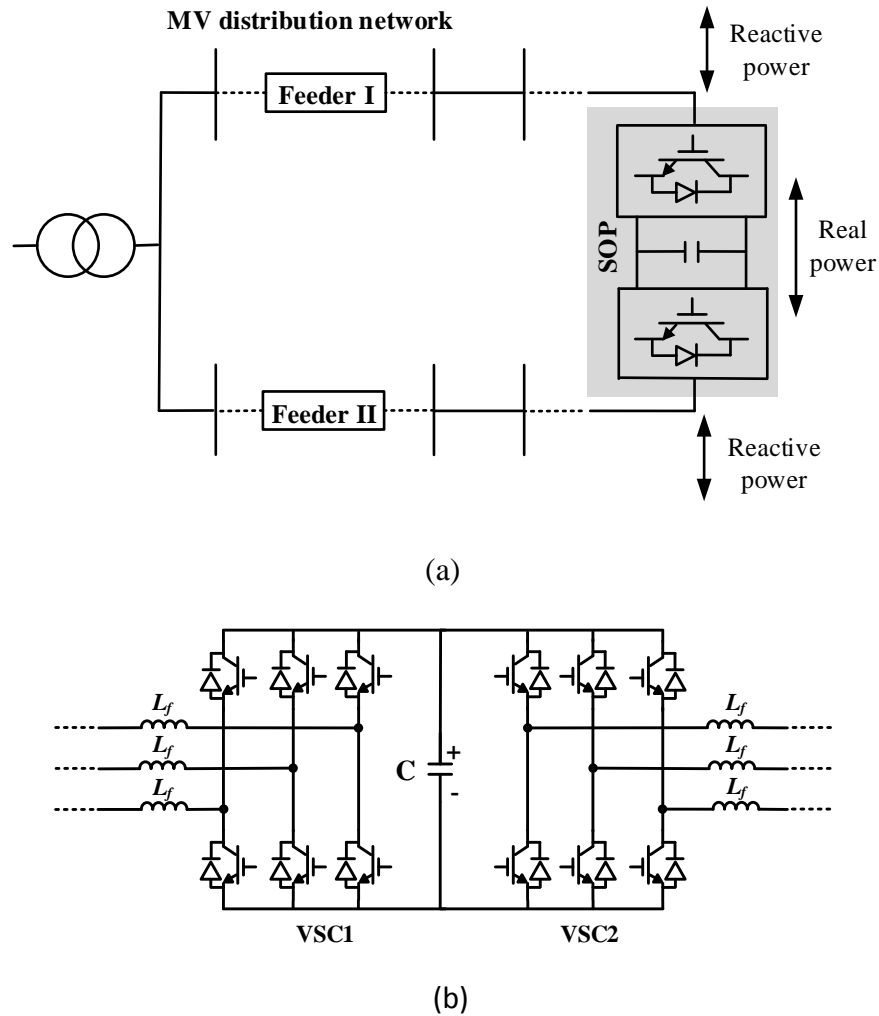 MV distribution network
Reactive
power
Feeder I
SOP
Real
power
Feeder II
Reactive
power
(a)
L_f
L_f
L_f
L_f
L_f
L_f
C
+
-
VSC1
VSC2
(b)